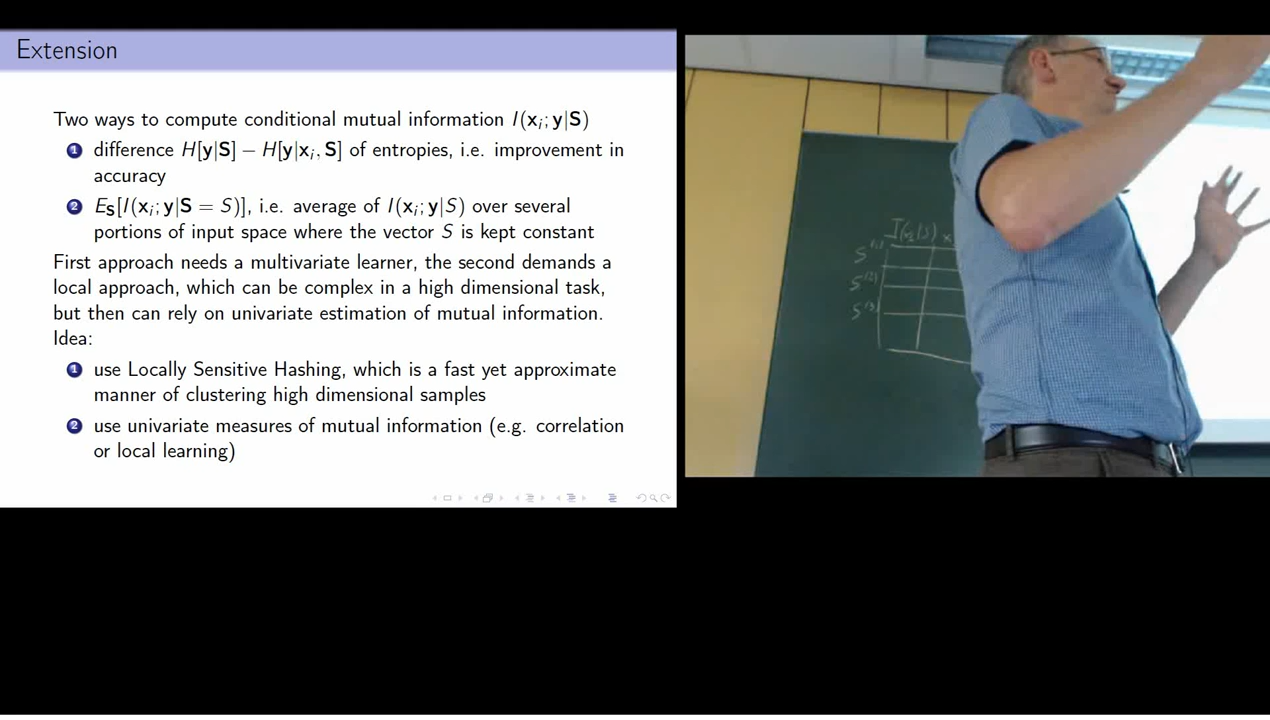 Extension
Two ways to compute conditional mutual information I(xᵢ; y|S)
1 difference H[y|S] − H[y|xᵢ, S] of entropies, i.e. improvement in
accuracy
2 E_S[I(xᵢ; y|S = S)], i.e. average of I(xᵢ; y|S) over several
portions of input space where the vector S is kept constant
First approach needs a multivariate learner, the second demands a
local approach, which can be complex in a high dimensional task,
but then can rely on univariate estimation of mutual information.
Idea:
1 use Locally Sensitive Hashing, which is a fast yet approximate
manner of clustering high dimensional samples
2 use univariate measures of mutual information (e.g. correlation
or local learning)
S⁽¹⁾
S⁽²⁾
S⁽³⁾